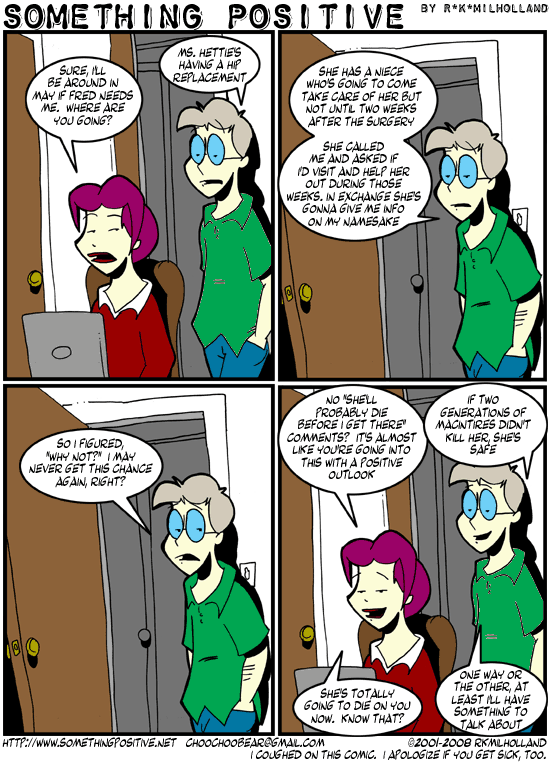 SOMETHING POSITIVE BY R*K*MILHOLLAND
SURE, I'LL
BE AROUND IN
MAY IF FRED NEEDS
ME. WHERE ARE
YOU GOING?
MS. HETTIE'S
HAVING A HIP
REPLACEMENT
SHE HAS A NIECE
WHO'S GOING TO COME
TAKE CARE OF HER BUT
NOT UNTIL TWO WEEKS
AFTER THE SURGERY
SHE CALLED
ME AND ASKED IF
I'D VISIT AND HELP HER
OUT DURING THOSE
WEEKS. IN EXCHANGE SHE'S
GONNA GIVE ME INFO
ON MY NAMESAKE
SO I FIGURED,
"WHY NOT?" I MAY
NEVER GET THIS CHANCE
AGAIN, RIGHT?
NO "SHE'LL
PROBABLY DIE
BEFORE I GET THERE"
COMMENTS? IT'S ALMOST
LIKE YOU'RE GOING INTO
THIS WITH A POSITIVE
OUTLOOK
IF TWO
GENERATIONS OF
MACINTIRES DIDN'T
KILL HER, SHE'S
SAFE
SHE'S TOTALLY
GOING TO DIE ON YOU
NOW. KNOW THAT?
ONE WAY OR
THE OTHER, AT
LEAST I'LL HAVE
SOMETHING TO
TALK ABOUT
HTTP://WWW.SOMETHINGPOSITIVE.NET CHOOCHOOBEAR@GMAIL.COM ©2001-2008 RKMILHOLLAND
I COUGHED ON THIS COMIC. I APOLOGIZE IF YOU GET SICK, TOO.